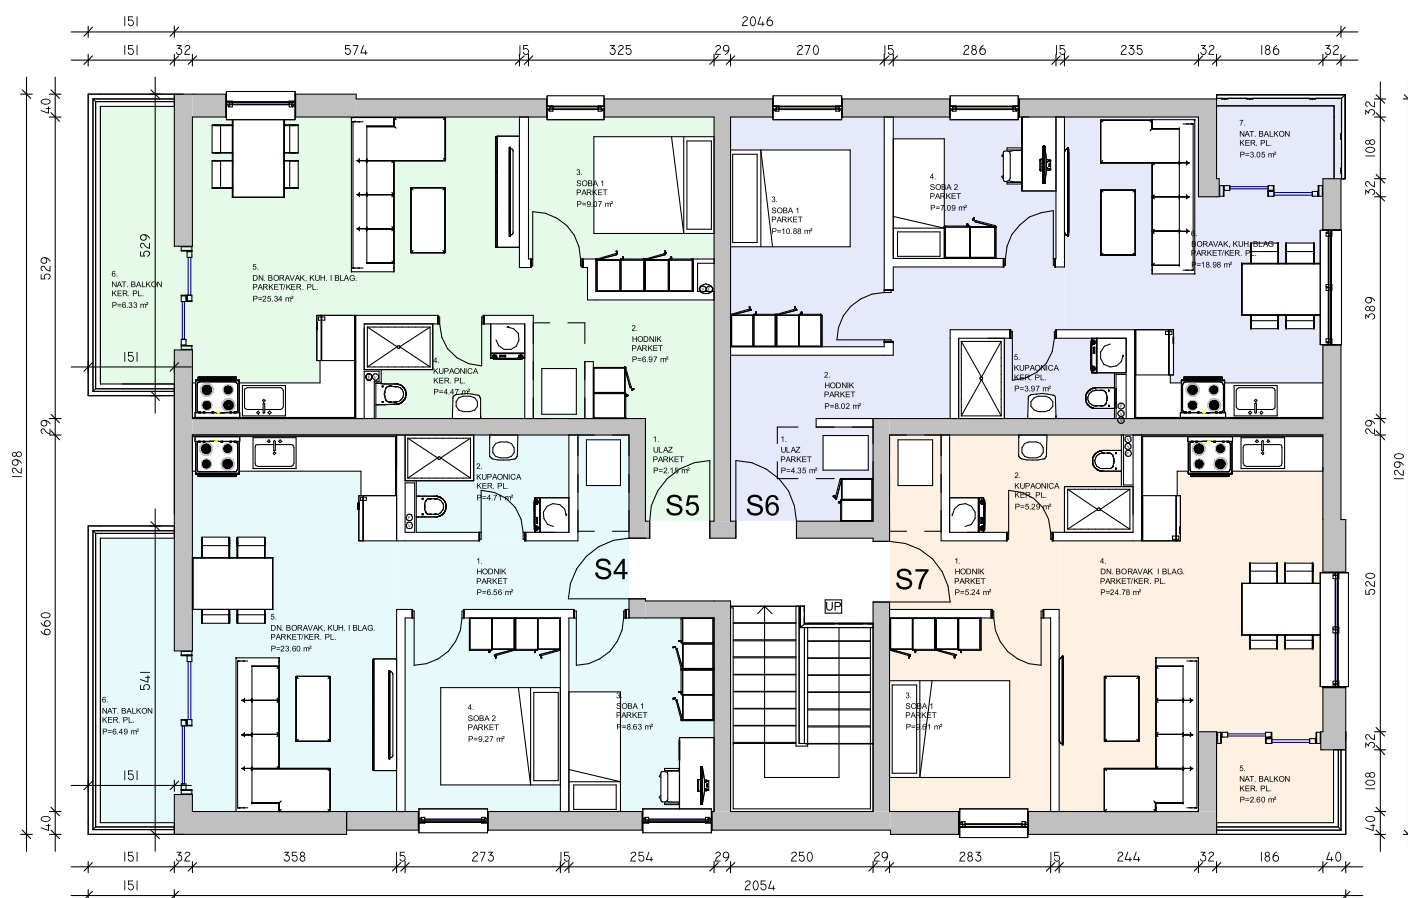 151
2046
151
32
574
15
325
29
270
15
286
15
235
32
186
32
40
529
29
660
40
1298
32
108
32
389
29
520
32
108
40
1290
529
151
541
151
6.
NAT. BALKON
KER. PL.
P=6.33 m²
5.
DN. BORAVAK, KUH. I BLAG.
PARKET/KER. PL.
P=25.34 m²
3.
SOBA 1
PARKET
P=9.07 m²
2.
HODNIK
PARKET
P=6.97 m²
4.
KUPAONICA
KER. PL.
P=4.47 m²
1.
ULAZ
PARKET
P=2.15 m²
S5
3.
SOBA 1
PARKET
P=10.88 m²
4.
SOBA 2
PARKET
P=7.09 m²
7.
NAT. BALKON
KER. PL.
P=3.05 m²
BORAVAK, KUH. BLAG
PARKET/KER. PL.
P=18.98 m²
2.
HODNIK
PARKET
P=8.02 m²
5.
KUPAONICA
KER. PL.
P=3.97 m²
1.
ULAZ
PARKET
P=4.35 m²
S6
2.
KUPAONICA
KER. PL.
P=4.71 m²
1.
HODNIK
PARKET
P=6.56 m²
S4
5.
DN. BORAVAK, KUH. I BLAG.
PARKET/KER. PL.
P=23.60 m²
6.
NAT. BALKON
KER. PL.
P=6.49 m²
4.
SOBA 2
PARKET
P=9.27 m²
3.
SOBA 1
PARKET
P=8.63 m²
UP
S7
2.
KUPAONICA
KER. PL.
P=5.29 m²
1.
HODNIK
PARKET
P=5.24 m²
4.
DN. BORAVAK I BLAG.
PARKET/KER. PL.
P=24.78 m²
3.
SOBA 1
PARKET
5.
NAT. BALKON
KER. PL.
P=2.60 m²
151
32
358
15
273
15
254
29
250
29
283
15
244
32
186
40
151
2054